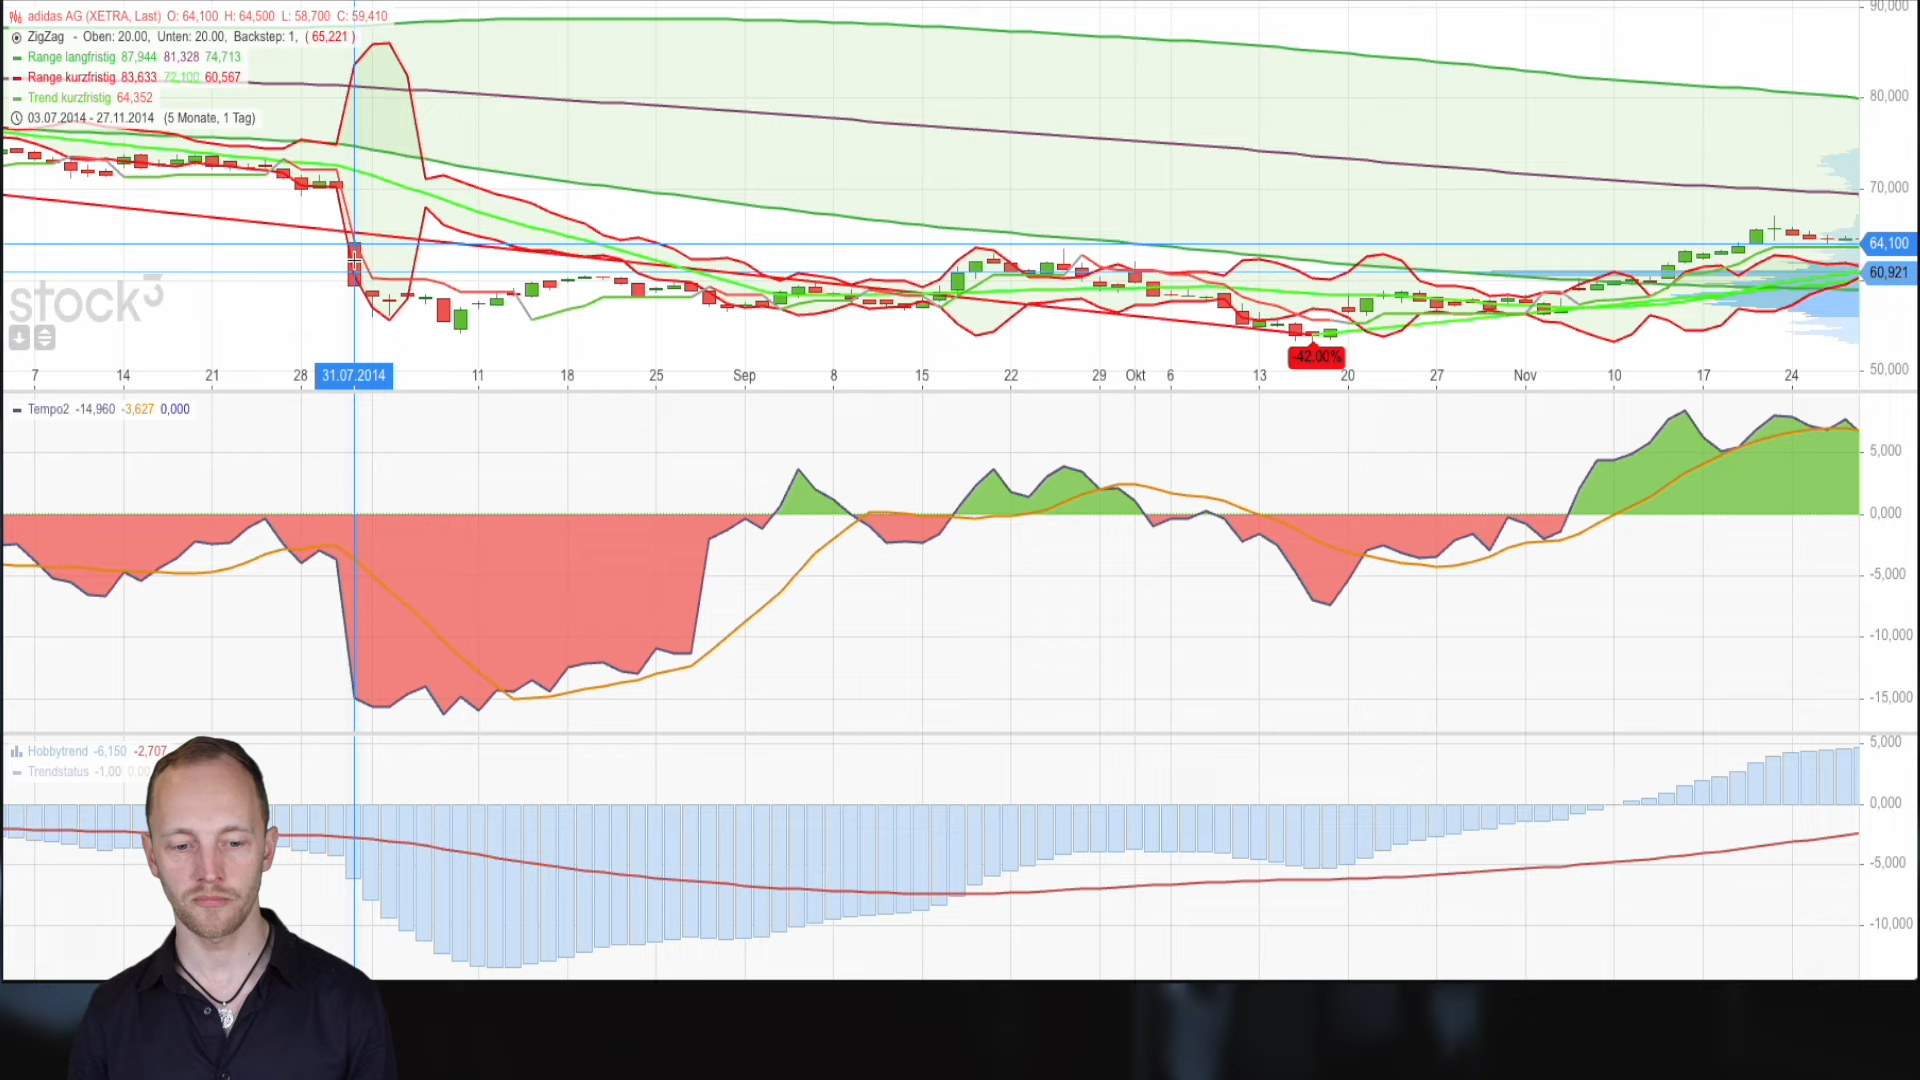 adidas AG (XETRA, Last) O: 64,100 H: 64,500 L: 58,700 C: 59,410
ZigZag - Oben: 20.00, Unten: 20.00, Backstep: 1, ( 65,221 )
Range langfristig 87,944 81,328 74,713
Range kurzfristig 83,633 72,100 60,567
Trend kurzfristig 64,352
03.07.2014 - 27.11.2014 (5 Monate, 1 Tag)
90,000
80,000
70,000
64,100
60,921
50,000
stock3
-42.00%
7 14 21 28 31.07.2014 11 18 25 Sep 8 15 22 29 Okt 6 13 20 27 Nov 10 17 24
Tempo2 -14,960 -3,627 0,000
5,000
0,000
-5,000
-10,000
-15,000
Hobbytrend -6,150 -2,707
Trendstatus -1,00 0,00
5,000
0,000
-5,000
-10,000